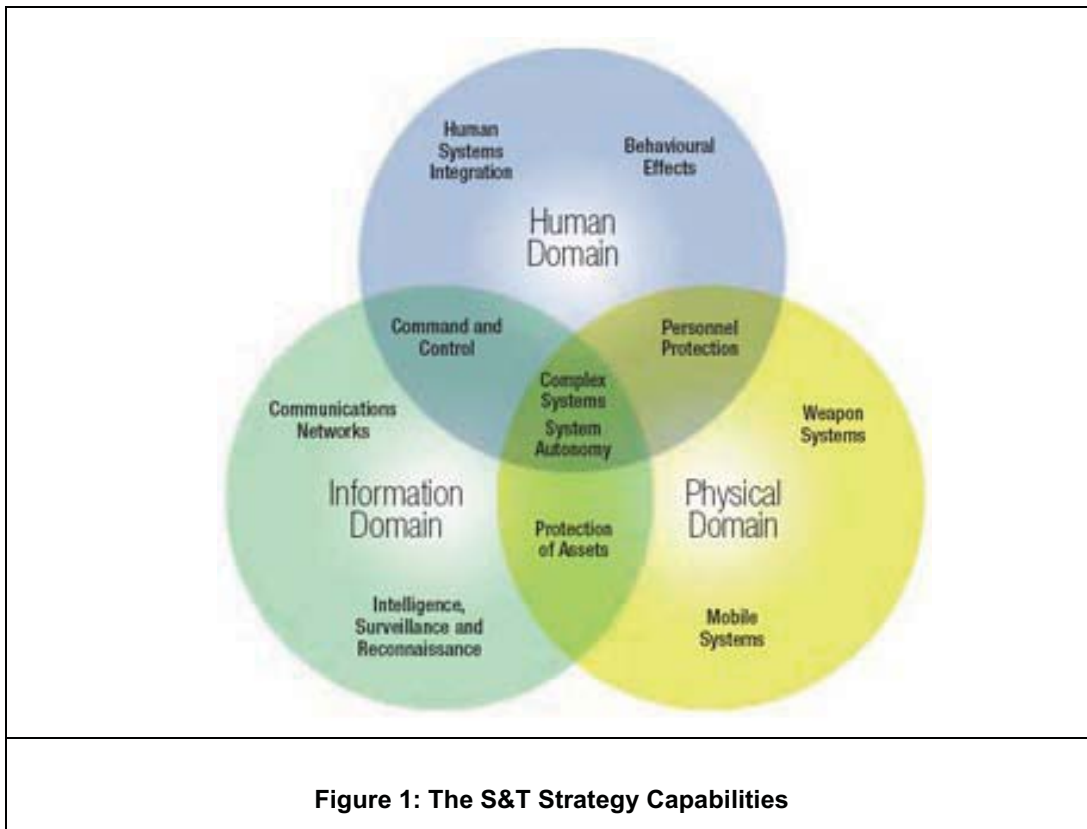 Human
Systems
Integration
Behavioural
Effects
Human
Domain
Command and
Control
Personnel
Protection
Complex
Systems
System
Autonomy
Communications
Networks
Weapon
Systems
Information
Domain
Physical
Domain
Protection
of Assets
Intelligence,
Surveillance and
Reconnaissance
Mobile
Systems
Figure 1: The S&T Strategy Capabilities